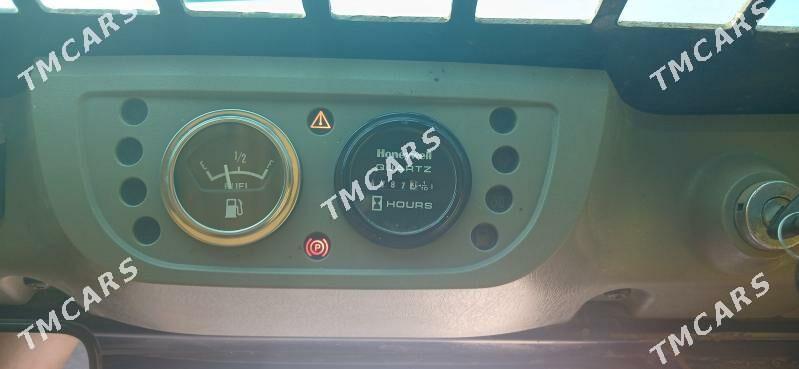 TMCARS
TMCARS
E 1/2 F
FUEL
Honeywell
QUARTZ
HOURS
P
TMCARS
TMCARS
TMCARS